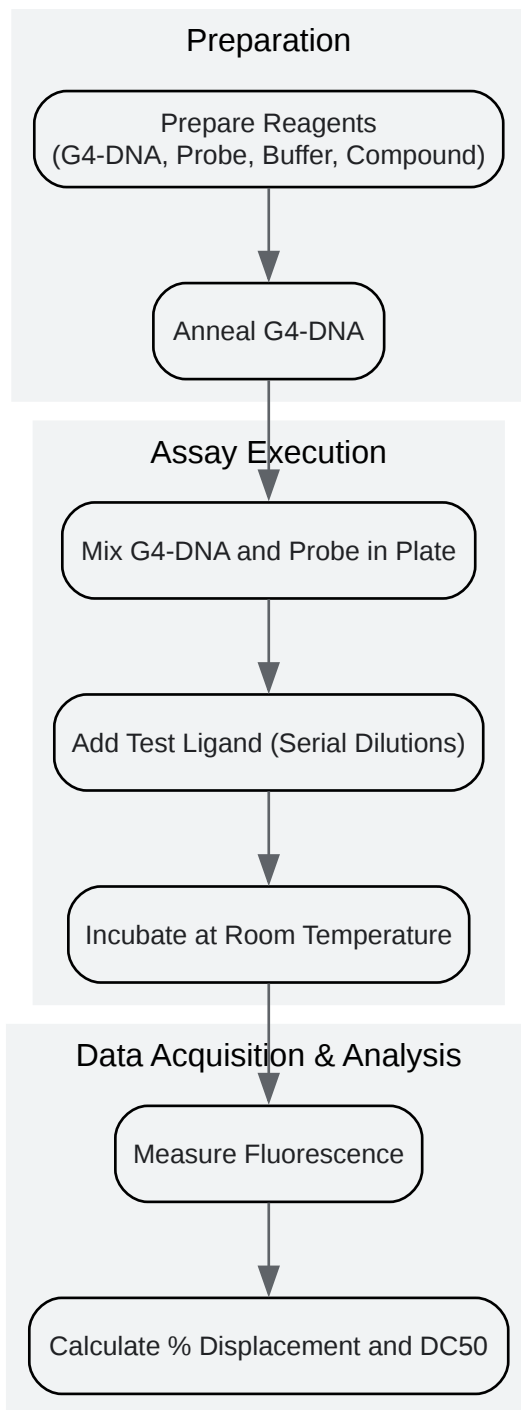 Preparation
Prepare Reagents
(G4-DNA, Probe, Buffer, Compound)
Anneal G4-DNA
Assay Execution
Mix G4-DNA and Probe in Plate
Add Test Ligand (Serial Dilutions)
Incubate at Room Temperature
Data Acquisition & Analysis
Measure Fluorescence
Calculate % Displacement and DC50